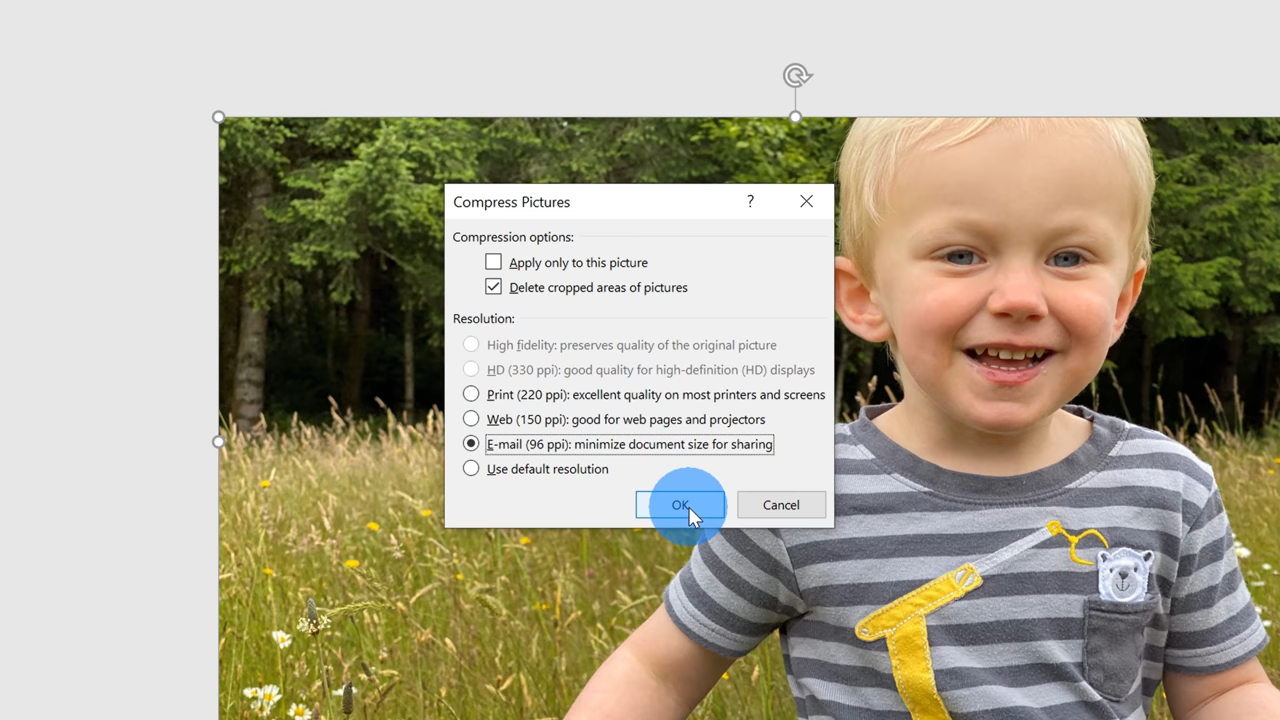 Compress Pictures ?
Compression options:
Apply only to this picture
Delete cropped areas of pictures
Resolution:
High fidelity: preserves quality of the original picture
HD (330 ppi): good quality for high-definition (HD) displays
Print (220 ppi): excellent quality on most printers and screens
Web (150 ppi): good for web pages and projectors
E-mail (96 ppi): minimize document size for sharing
Use default resolution
OK Cancel